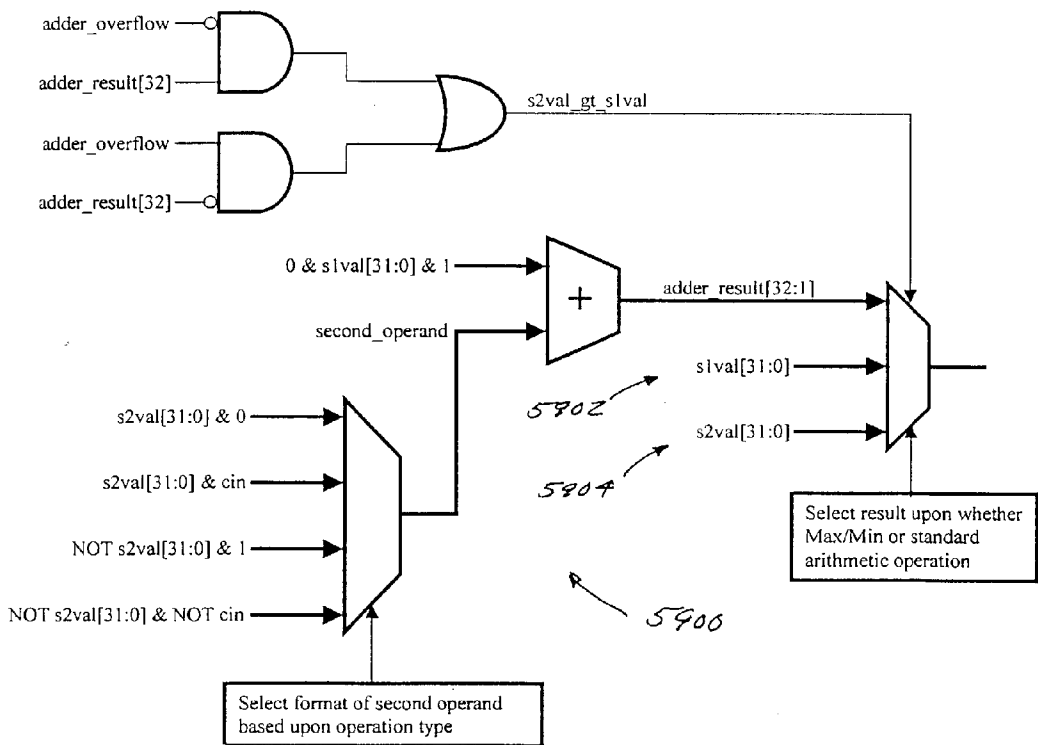 adder_overflow
adder_result[32]
adder_overflow
adder_result[32]
s2val_gt_s1val
0 & s1val[31:0] & 1
+
adder_result[32:1]
second_operand
s1val[31:0]
s2val[31:0]
5902
5904
5900
s2val[31:0] & 0
s2val[31:0] & cin
NOT s2val[31:0] & 1
NOT s2val[31:0] & NOT cin
Select result upon whether
Max/Min or standard
arithmetic operation
Select format of second operand
based upon operation type